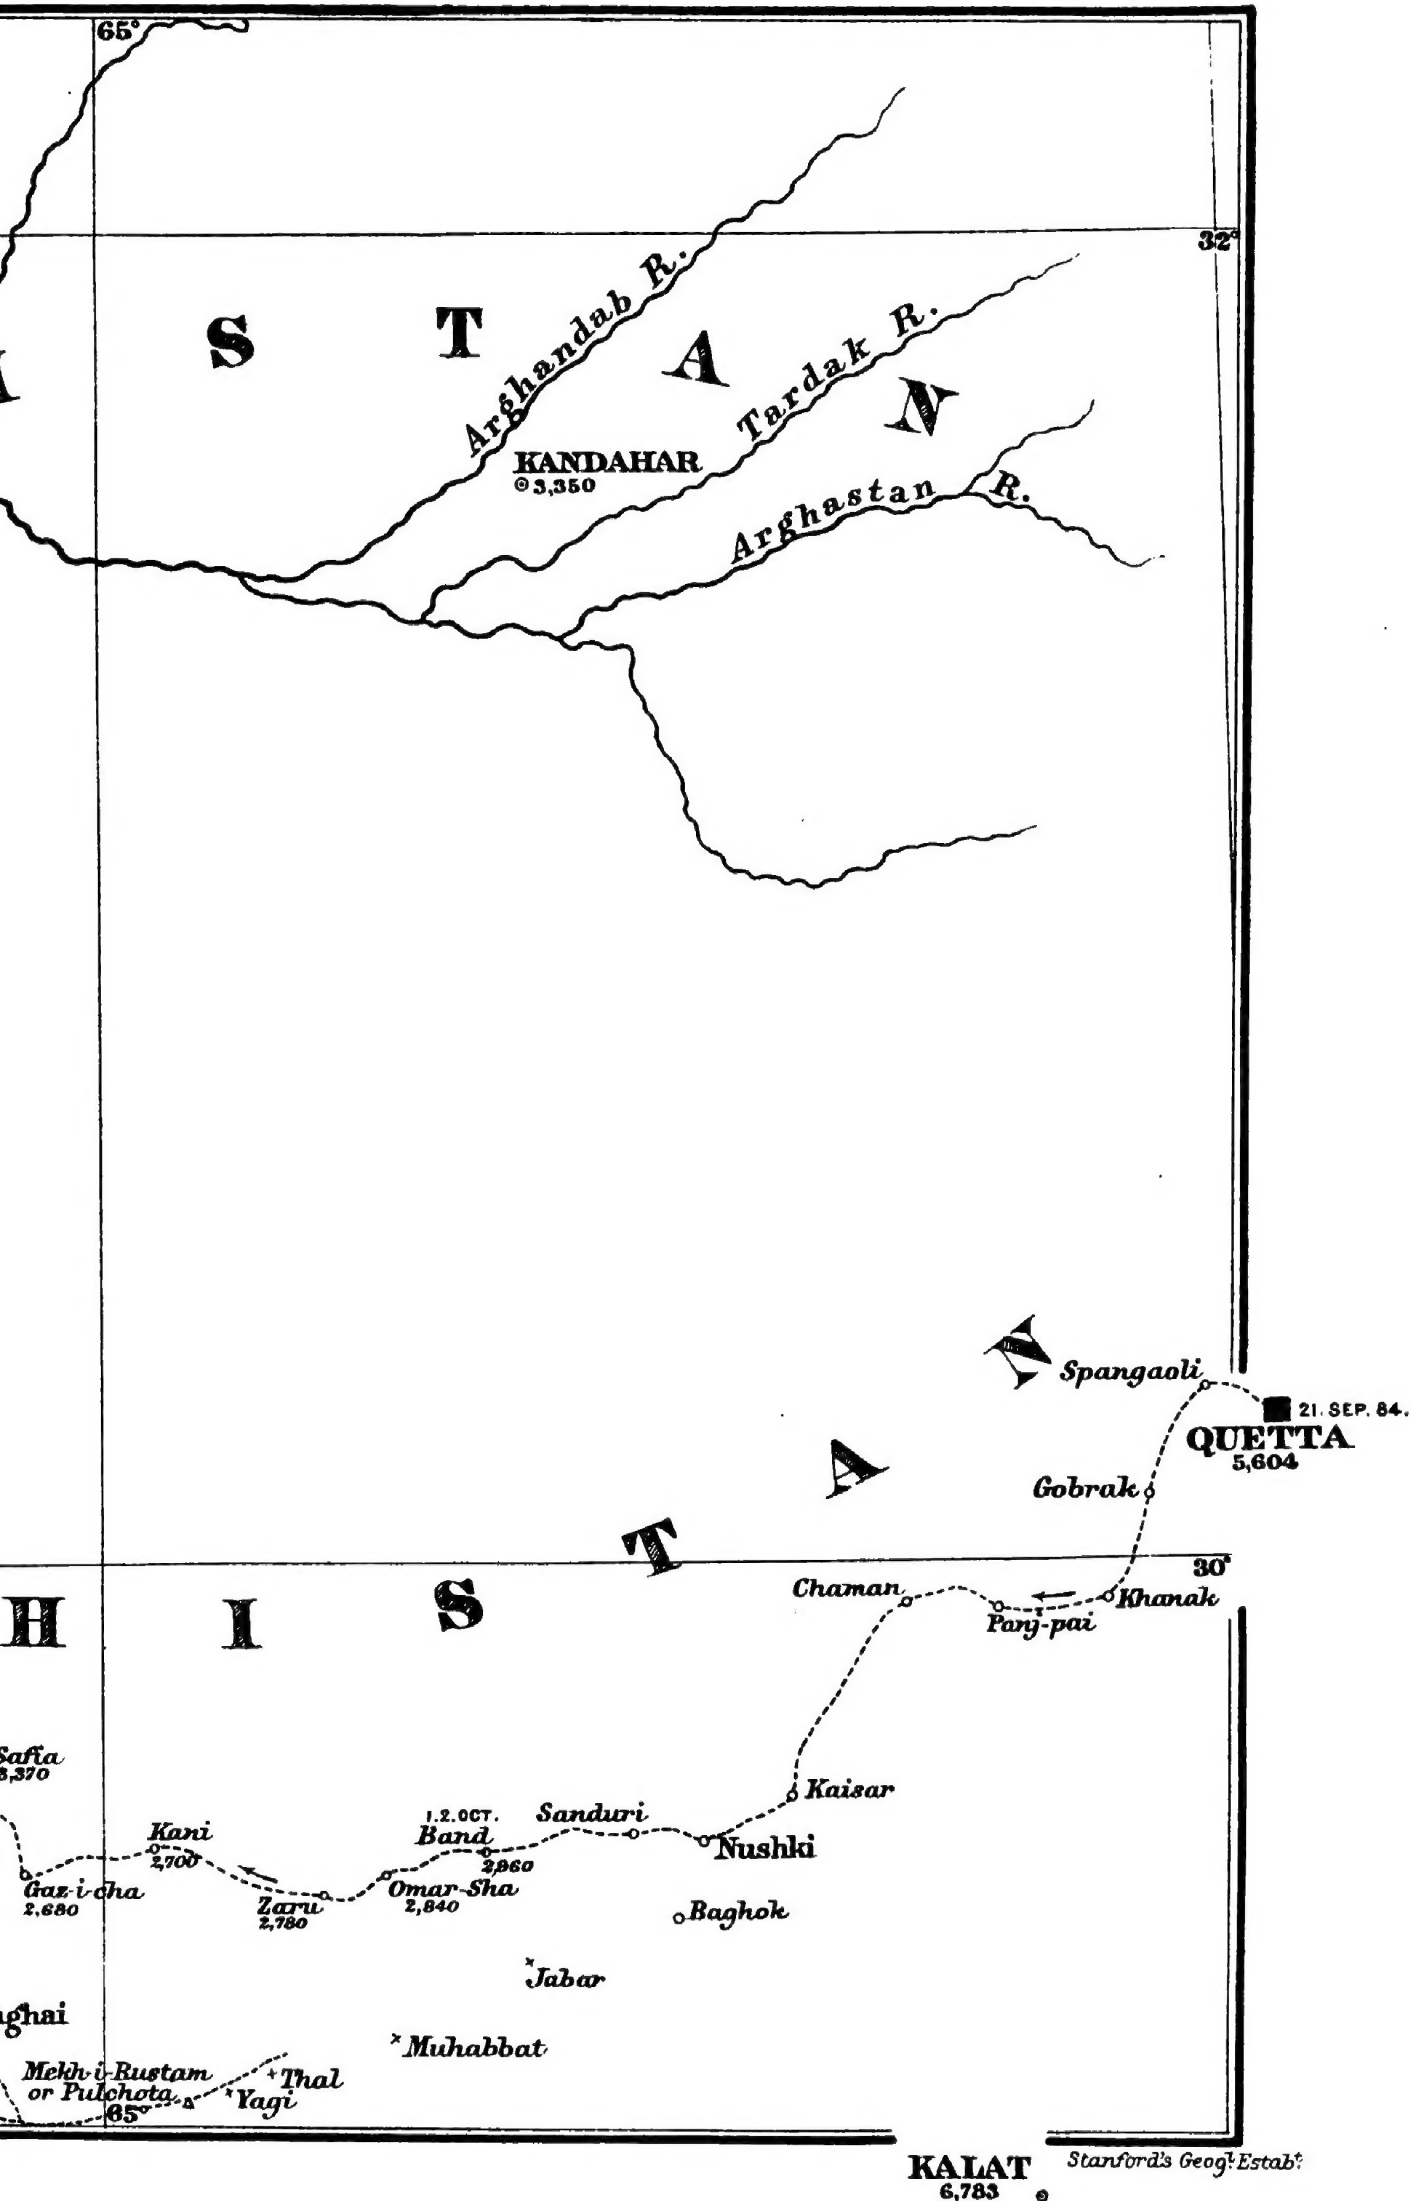 65°
32°
S T A N
Arghandab R.
Tardak R.
KANDAHAR
3,350
Arghastan R.
N
Spangaoli
21. SEP. 84.
QUETTA
5,604
A
Gobrak
T
30°
Chaman
Khanak
Panj-pai
H I S
Safia
3,370
Kaisar
1.2.OCT.
Sanduri
Kani
Band
2,700
2,960
Nushki
Gaz-i-cha
2,680
Omar-Sha
2,840
Zaru
2,780
Baghok
Jabar
ghai
Muhabbat
Mekh-i-Rustam
or Pulchota
Thal
Yagi
65°
KALAT
6,783
Stanford's Geogl. Estabt.